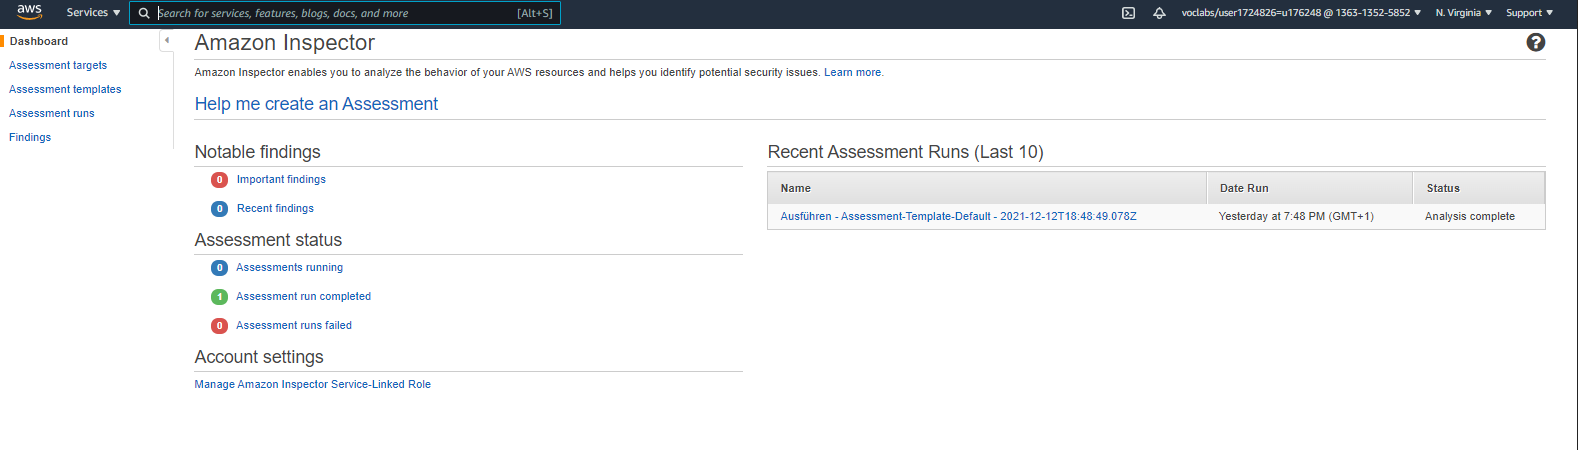 aws Services Search for services, features, blogs, docs, and more [Alt+S] voclabs/user1724826=u176248 @ 1363-1352-5852 N. Virginia Support
Dashboard
Assessment targets
Assessment templates
Assessment runs
Findings
Amazon Inspector
Amazon Inspector enables you to analyze the behavior of your AWS resources and helps you identify potential security issues. Learn more.
Help me create an Assessment
Notable findings
0 Important findings
0 Recent findings
Assessment status
0 Assessments running
1 Assessment run completed
0 Assessment runs failed
Account settings
Manage Amazon Inspector Service-Linked Role
Recent Assessment Runs (Last 10)
Name Date Run Status
Ausführen - Assessment-Template-Default - 2021-12-12T18:48:49.078Z Yesterday at 7:48 PM (GMT+1) Analysis complete